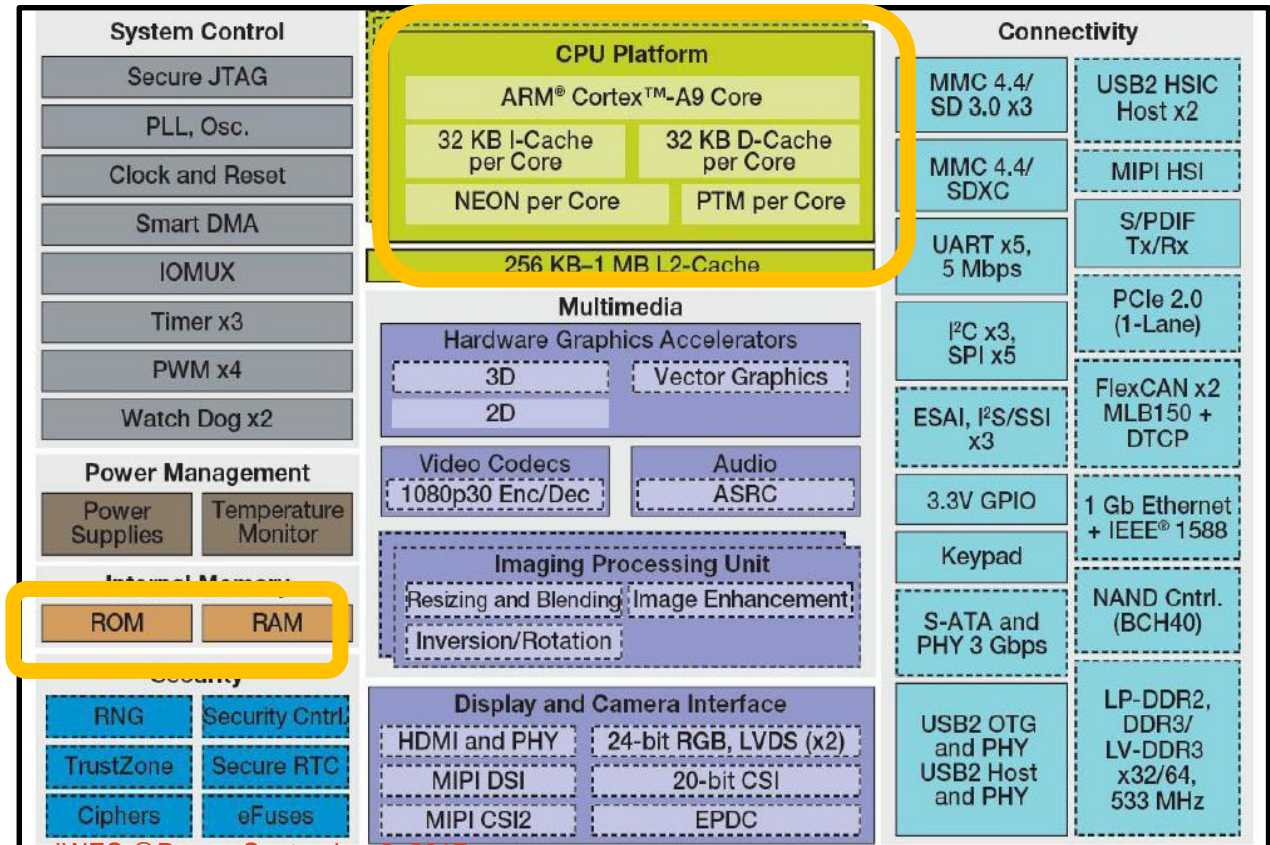 System Control
Secure JTAG
PLL, Osc.
Clock and Reset
Smart DMA
IOMUX
Timer x3
PWM x4
Watch Dog x2
Power Management
Power
Supplies
Temperature
Monitor
Internal Memory
ROM
RAM
Security
RNG
Security Cntrl.
TrustZone
Secure RTC
Ciphers
eFuses
CPU Platform
ARM® Cortex™-A9 Core
32 KB I-Cache
per Core
32 KB D-Cache
per Core
NEON per Core
PTM per Core
256 KB–1 MB L2-Cache
Multimedia
Hardware Graphics Accelerators
3D
Vector Graphics
2D
Video Codecs
1080p30 Enc/Dec
Audio
ASRC
Imaging Processing Unit
Resizing and Blending
Image Enhancement
Inversion/Rotation
Display and Camera Interface
HDMI and PHY
24-bit RGB, LVDS (x2)
MIPI DSI
20-bit CSI
MIPI CSI2
EPDC
Connectivity
MMC 4.4/
SD 3.0 x3
MMC 4.4/
SDXC
UART x5,
5 Mbps
I²C x3,
SPI x5
ESAI, I²S/SSI
x3
3.3V GPIO
Keypad
S-ATA and
PHY 3 Gbps
USB2 OTG
and PHY
USB2 Host
and PHY
USB2 HSIC
Host x2
MIPI HSI
S/PDIF
Tx/Rx
PCIe 2.0
(1-Lane)
FlexCAN x2
MLB150 +
DTCP
1 Gb Ethernet
+ IEEE® 1588
NAND Cntrl.
(BCH40)
LP-DDR2,
DDR3/
LV-DDR3
x32/64,
533 MHz